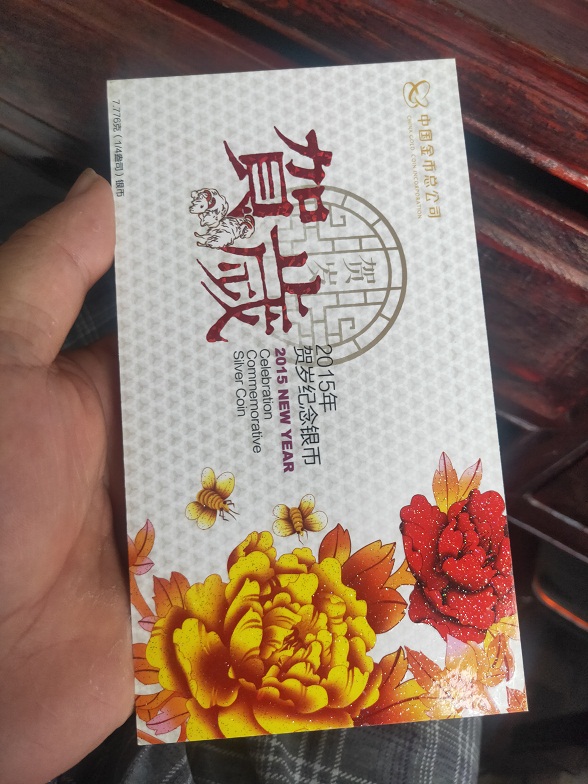 中国金币总公司
CHINA GOLD COIN INCORPORATION
賀歲
贺岁
2015年
贺岁纪念银币
2015 NEW YEAR
Celebration
Commemorative
Silver Coin
7.776克（1/4盎司）银币